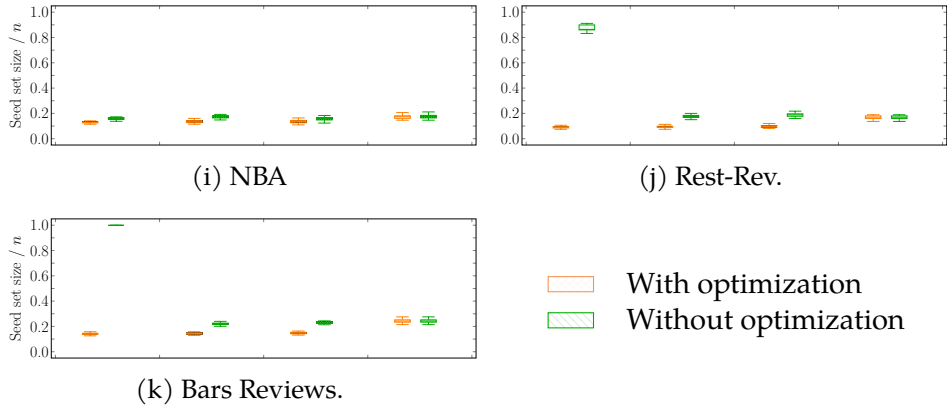 Seed set size / n
1.0
0.8
0.6
0.4
0.2
0.0
(i) NBA
1.0
0.8
0.6
0.4
0.2
0.0
(j) Rest-Rev.
Seed set size / n
1.0
0.8
0.6
0.4
0.2
0.0
(k) Bars Reviews.
With optimization
Without optimization